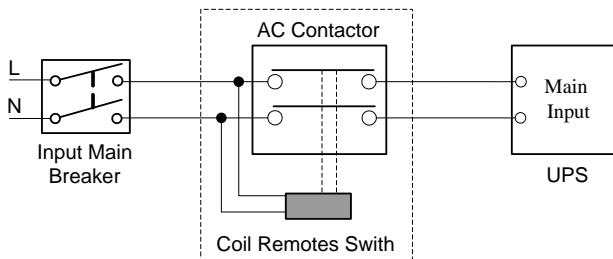 AC Contactor
L
N
Main
Input
Input Main
Breaker
UPS
Coil Remotes Swith